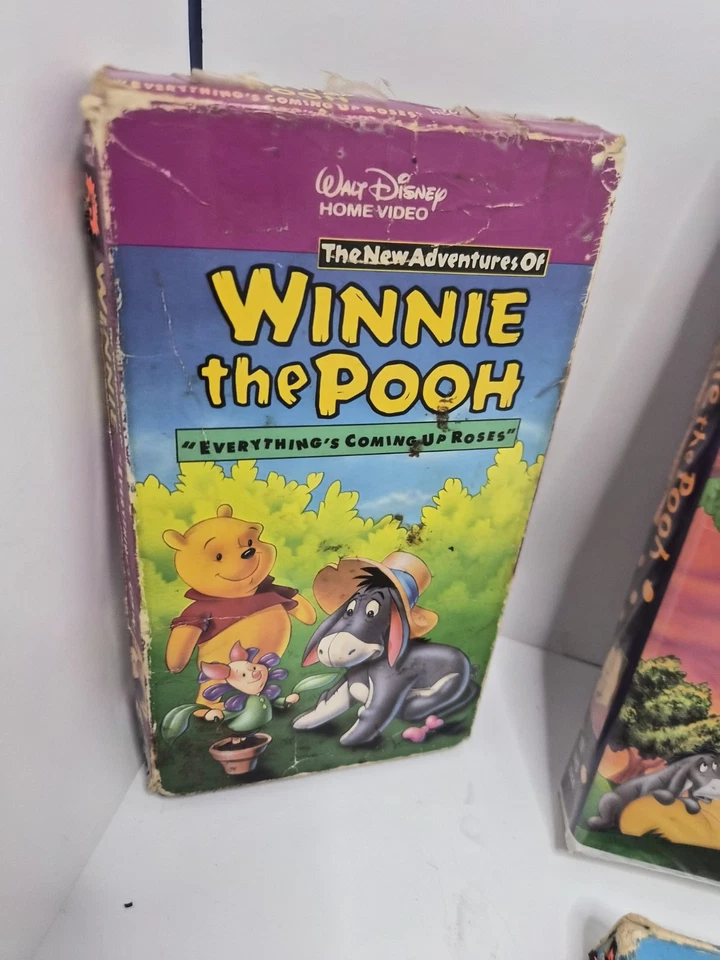 "EVERYTHING'S COMING UP ROSES"
WALT DISNEY
HOME VIDEO
The New Adventures Of
WINNIE
the POOH
"EVERYTHING'S COMING UP ROSES"
the Pooh